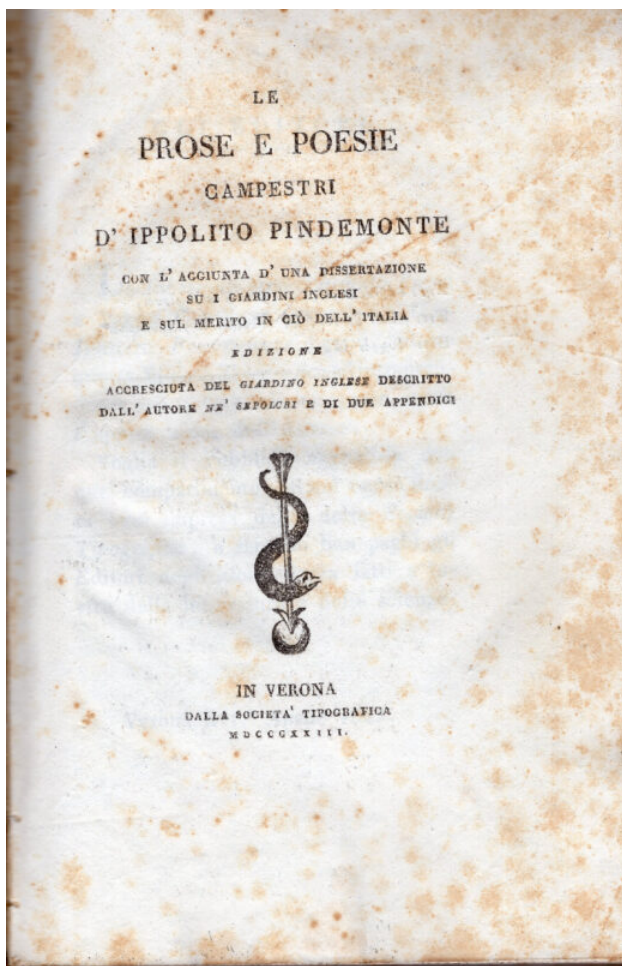 LE
PROSE E POESIE
CAMPESTRI
D' IPPOLITO PINDEMONTE
CON L' AGGIUNTA D' UNA DISSERTAZIONE
SU I GIARDINI INGLESI
E SUL MERITO IN CIÒ DELL' ITALIA
EDIZIONE
ACCRESCIUTA DEL GIARDINO INGLESE DESCRITTO
DALL' AUTORE NE' SEPOLCRI E DI DUE APPENDICI
IN VERONA
DALLA SOCIETA' TIPOGRAFICA
MDCCCXXIII.